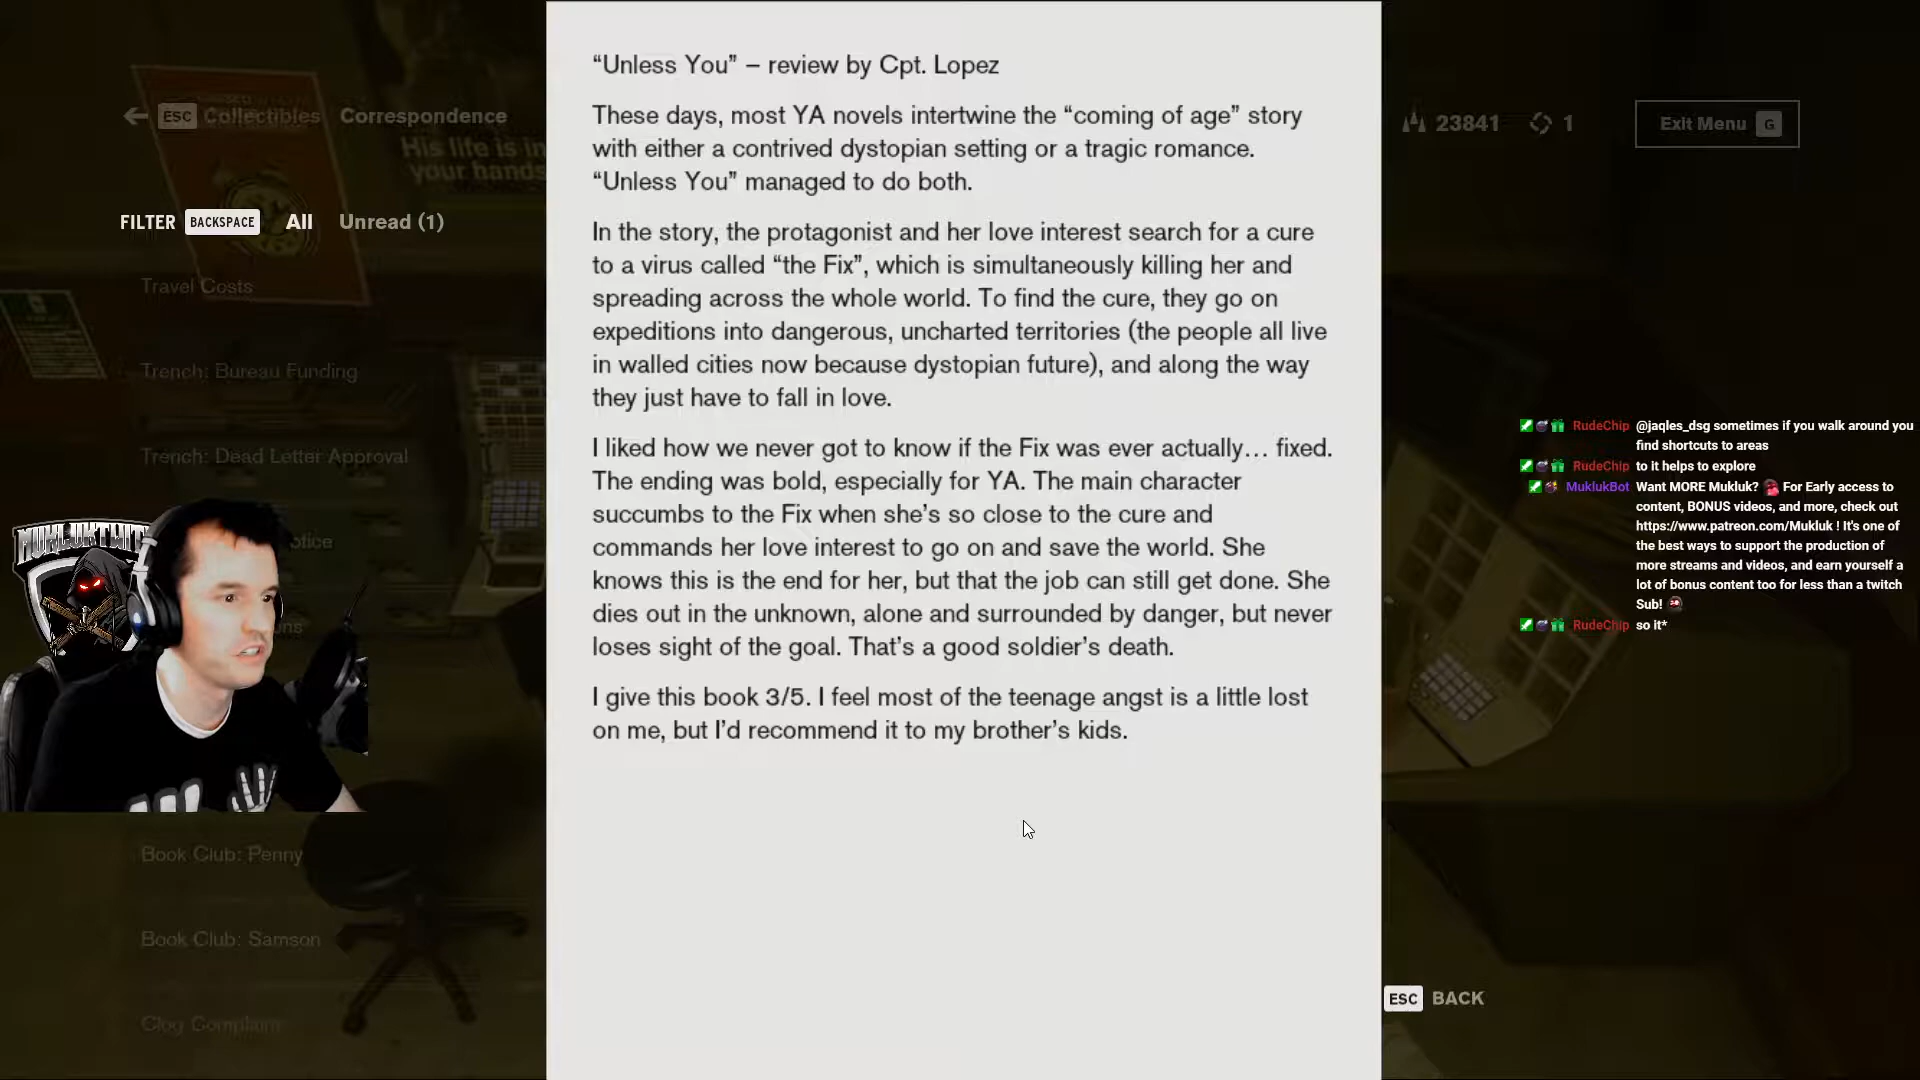 “Unless You” – review by Cpt. Lopez
These days, most YA novels intertwine the “coming of age” story
with either a contrived dystopian setting or a tragic romance.
“Unless You” managed to do both.
In the story, the protagonist and her love interest search for a cure
to a virus called “the Fix”, which is simultaneously killing her and
spreading across the whole world. To find the cure, they go on
expeditions into dangerous, uncharted territories (the people all live
in walled cities now because dystopian future), and along the way
they just have to fall in love.
I liked how we never got to know if the Fix was ever actually… fixed.
The ending was bold, especially for YA. The main character
succumbs to the Fix when she’s so close to the cure and
commands her love interest to go on and save the world. She
knows this is the end for her, but that the job can still get done. She
dies out in the unknown, alone and surrounded by danger, but never
loses sight of the goal. That’s a good soldier’s death.
I give this book 3/5. I feel most of the teenage angst is a little lost
on me, but I’d recommend it to my brother’s kids.
ESC Collectibles Correspondence
His life is in
your hands
FILTER BACKSPACE All Unread (1)
Travel Costs
Trench: Bureau Funding
Trench: Dead Letter Approval
Book Club: Penny
Book Club: Samson
Clog Complaint
MUKLUK
23841 1
Exit Menu G
RudeChip @jaqles_dsg sometimes if you walk around you
find shortcuts to areas
RudeChip to it helps to explore
MuklukBot Want MORE Mukluk? For Early access to
content, BONUS videos, and more, check out
https://www.patreon.com/Mukluk ! It's one of
the best ways to support the production of
more streams and videos, and earn yourself a
lot of bonus content too for less than a twitch
Sub!
RudeChip so it*
ESC BACK